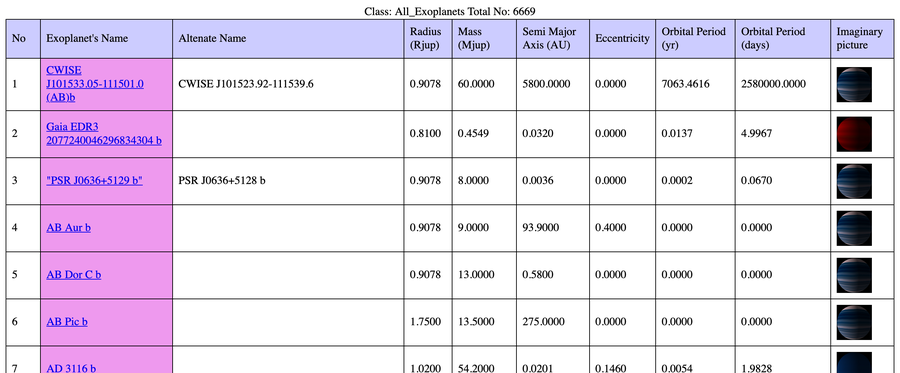 Class: All_Exoplanets Total No: 6669
No Exoplanet's Name Altenate Name Radius (Rjup) Mass (Mjup) Semi Major Axis (AU) Eccentricity Orbital Period (yr) Orbital Period (days) Imaginary picture
1 CWISE J101533.05-111501.0 (AB)b CWISE J101523.92-111539.6 0.9078 60.0000 5800.0000 0.0000 7063.4616 2580000.0000
2 Gaia EDR3 2077240046296834304 b 0.8100 0.4549 0.0320 0.0000 0.0137 4.9967
3 "PSR J0636+5129 b" PSR J0636+5128 b 0.9078 8.0000 0.0036 0.0000 0.0002 0.0670
4 AB Aur b 0.9078 9.0000 93.9000 0.4000 0.0000 0.0000
5 AB Dor C b 0.9078 13.0000 0.5800 0.0000 0.0000 0.0000
6 AB Pic b 1.7500 13.5000 275.0000 0.0000 0.0000 0.0000
7 AD 3116 b 1.0200 54.2000 0.0201 0.1460 0.0054 1.9828